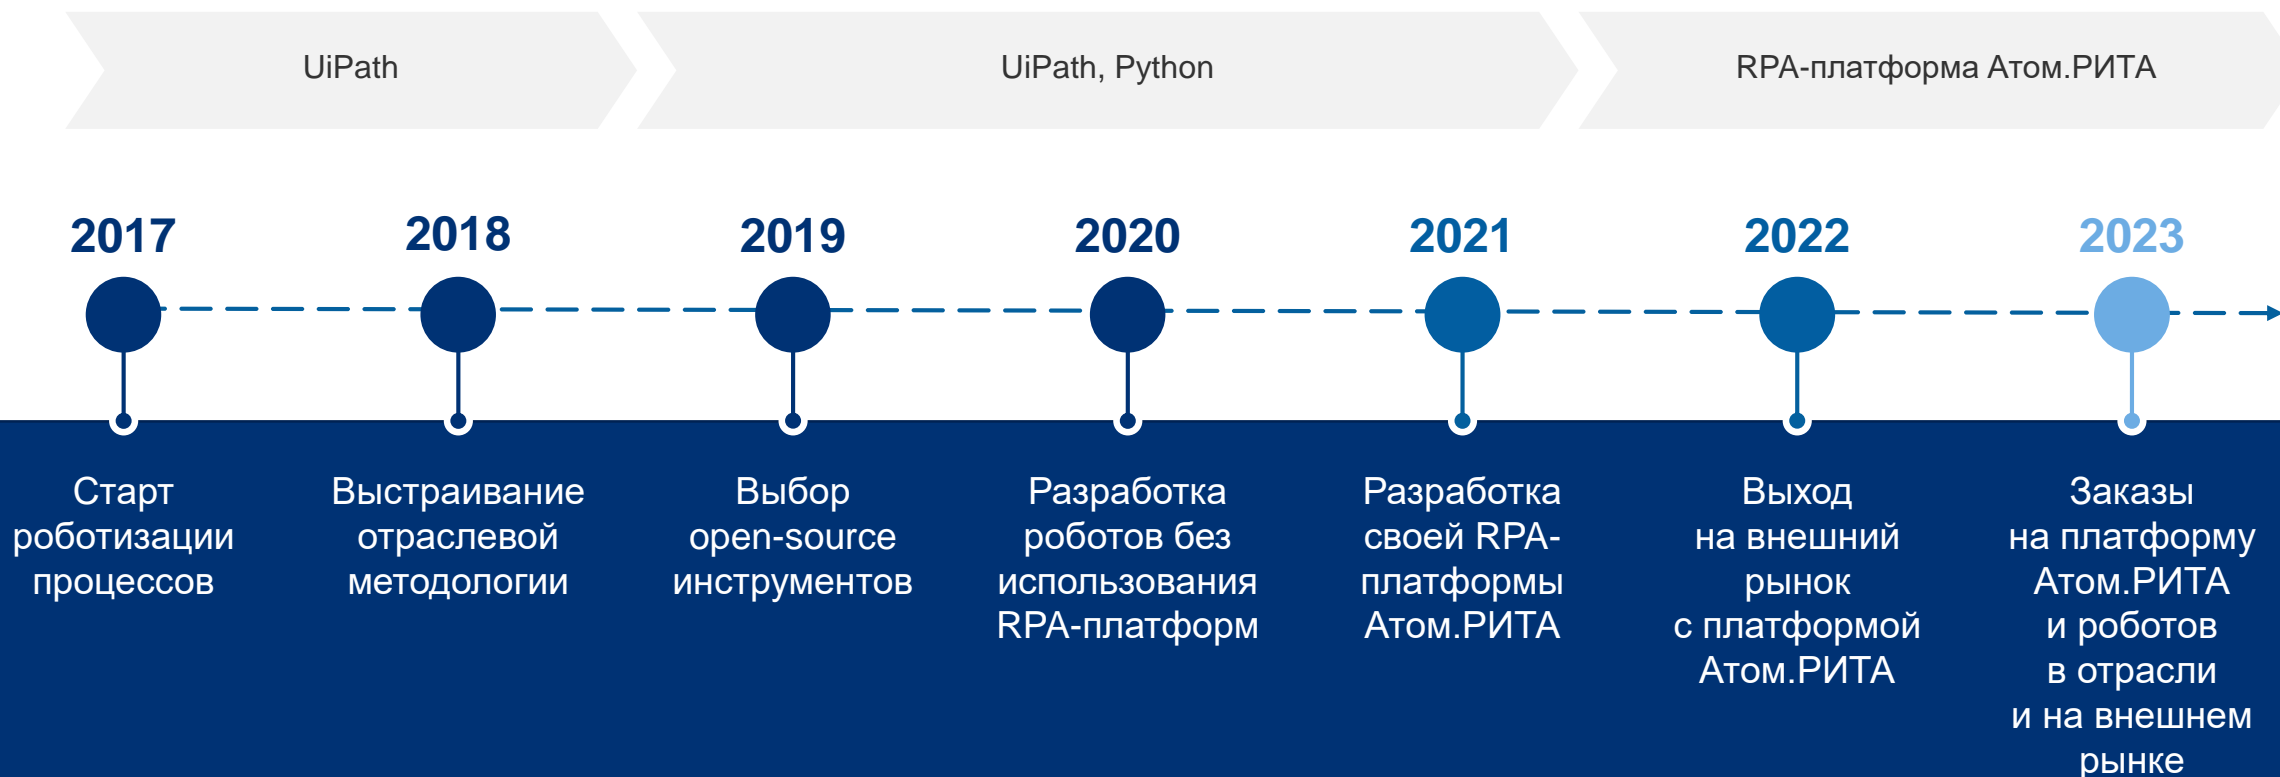 UiPath
UiPath, Python
RPA-платформа Атом.РИТА
2017
2018
2019
2020
2021
2022
2023
Старт
роботизации
процессов
Выстраивание
отраслевой
методологии
Выбор
open-source
инструментов
Разработка
роботов без
использования
RPA-платформ
Разработка
своей RPA-
платформы
Атом.РИТА
Выход
на внешний
рынок
с платформой
Атом.РИТА
Заказы
на платформу
Атом.РИТА
и роботов
в отрасли
и на внешнем
рынке